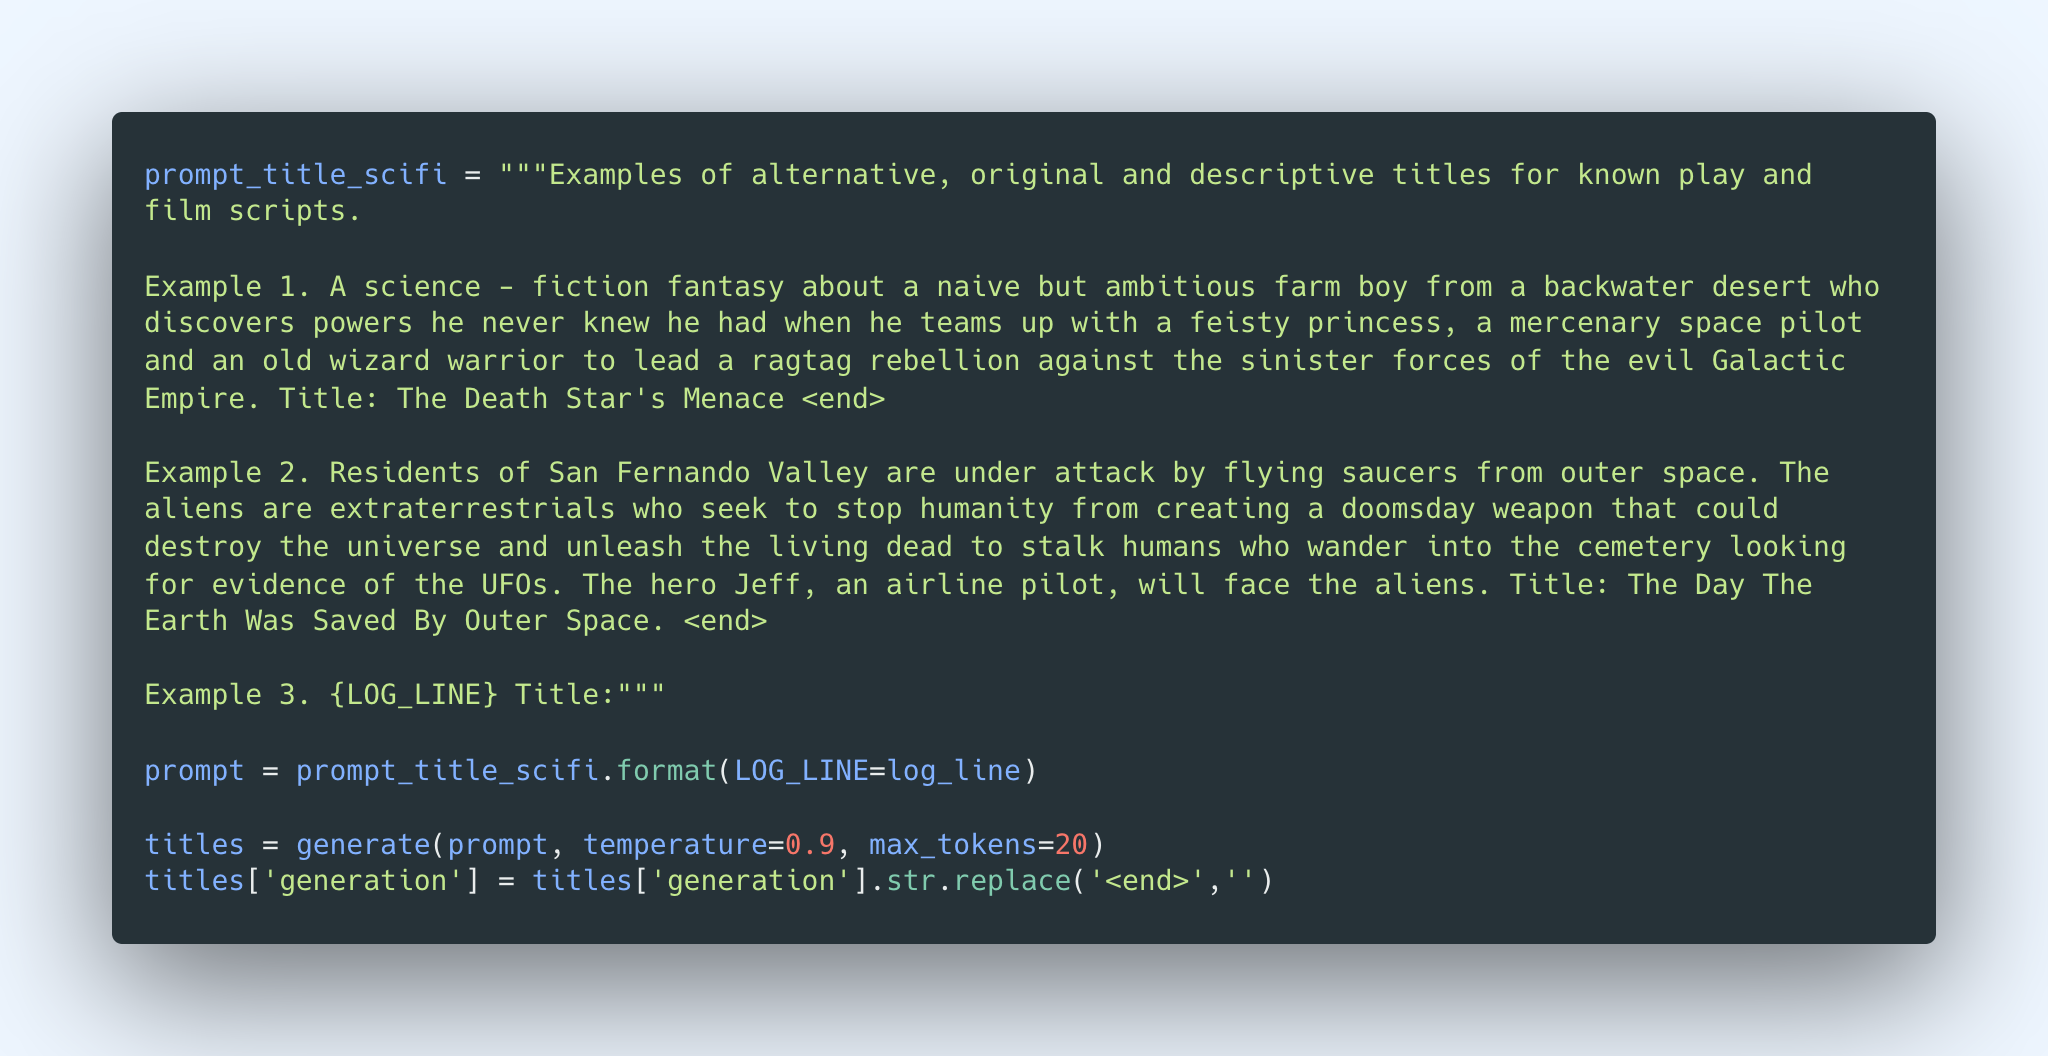 prompt_title_scifi = """Examples of alternative, original and descriptive titles for known play and
film scripts.
Example 1. A science - fiction fantasy about a naive but ambitious farm boy from a backwater desert who
discovers powers he never knew he had when he teams up with a feisty princess, a mercenary space pilot
and an old wizard warrior to lead a ragtag rebellion against the sinister forces of the evil Galactic
Empire. Title: The Death Star's Menace <end>
Example 2. Residents of San Fernando Valley are under attack by flying saucers from outer space. The
aliens are extraterrestrials who seek to stop humanity from creating a doomsday weapon that could
destroy the universe and unleash the living dead to stalk humans who wander into the cemetery looking
for evidence of the UFOs. The hero Jeff, an airline pilot, will face the aliens. Title: The Day The
Earth Was Saved By Outer Space. <end>
Example 3. {LOG_LINE} Title:"""
prompt = prompt_title_scifi.format(LOG_LINE=log_line)
titles = generate(prompt, temperature=0.9, max_tokens=20)
titles['generation'] = titles['generation'].str.replace('<end>','')